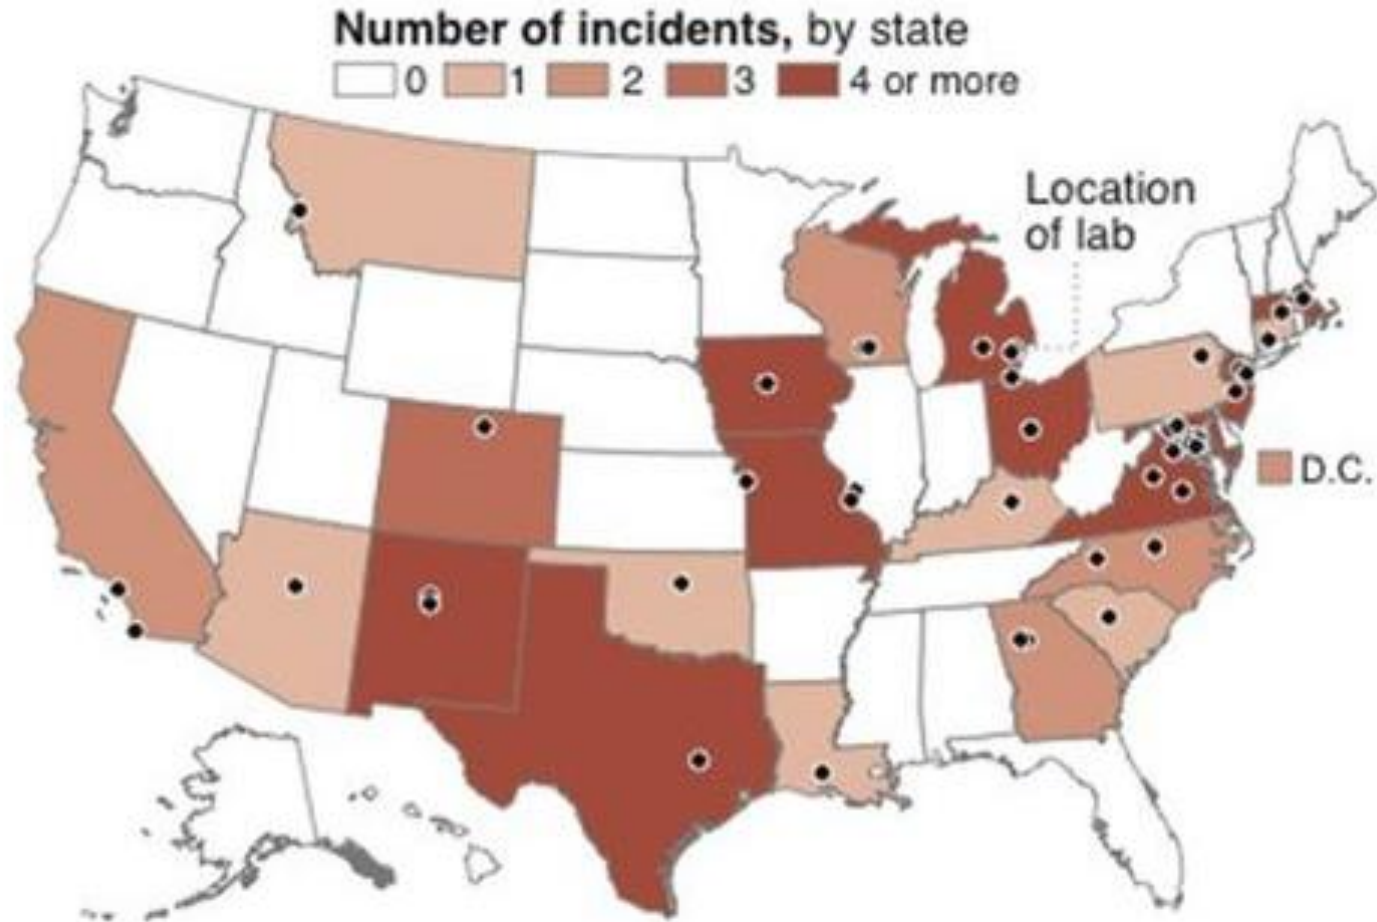 Number of incidents, by state
0 1 2 3 4 or more
Location
of lab
D.C.